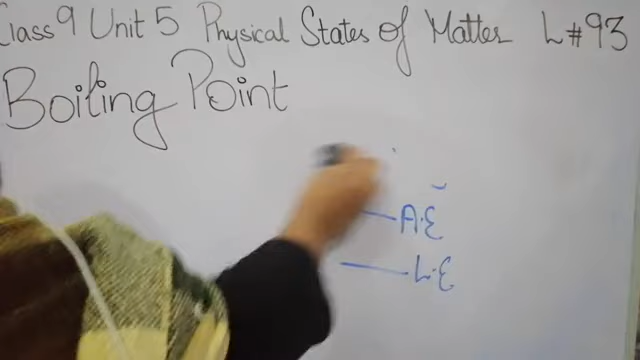 Class 9 Unit 5 Physical States of Matter L#93
Boiling Point
A.E
L.E